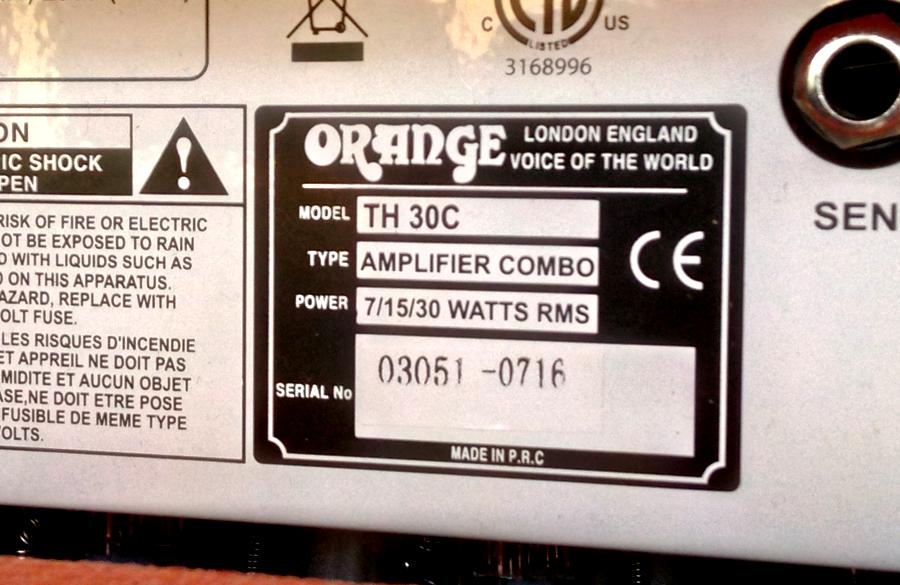 C US
LISTED
3168996
ON
RIC SHOCK
PEN
RISK OF FIRE OR ELECTRIC
OT BE EXPOSED TO RAIN
D WITH LIQUIDS SUCH AS
D ON THIS APPARATUS.
AZARD, REPLACE WITH
OLT FUSE.
LES RISQUES D'INCENDIE
ET APPREIL NE DOIT PAS
MIDITE ET AUCUN OBJET
ASE,NE DOIT ETRE POSE
FUSIBLE DE MEME TYPE
VOLTS.
ORANGE LONDON ENGLAND
VOICE OF THE WORLD
MODEL TH 30C
TYPE AMPLIFIER COMBO
POWER 7/15/30 WATTS RMS
CE
SERIAL No 03051 -0716
MADE IN P.R.C
SEN